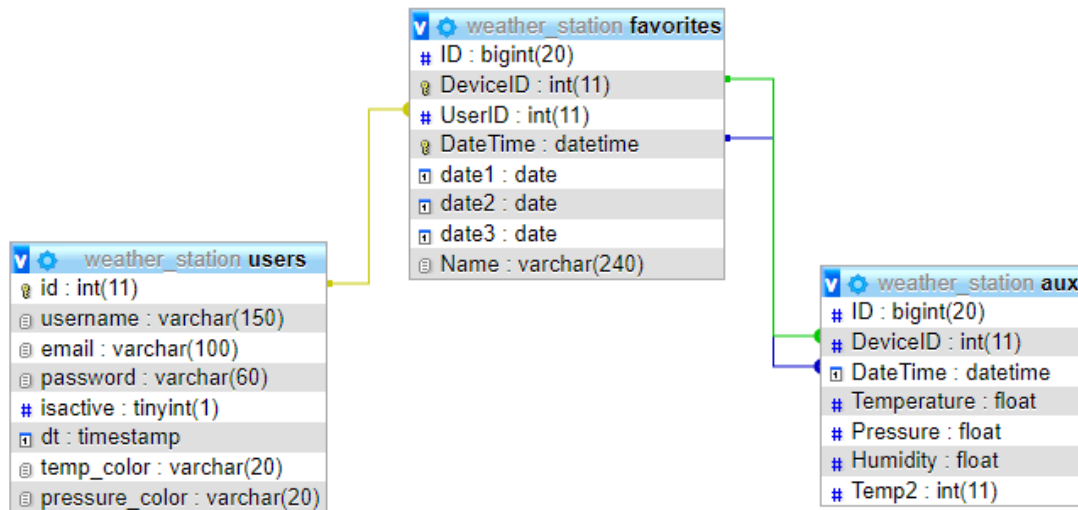 v weather_station favorites
# ID : bigint(20)
DeviceID : int(11)
# UserID : int(11)
DateTime : datetime
date1 : date
date2 : date
date3 : date
Name : varchar(240)
v weather_station users
id : int(11)
username : varchar(150)
email : varchar(100)
password : varchar(60)
# isactive : tinyint(1)
dt : timestamp
temp_color : varchar(20)
pressure_color : varchar(20)
v weather_station aux
# ID : bigint(20)
# DeviceID : int(11)
DateTime : datetime
# Temperature : float
# Pressure : float
# Humidity : float
# Temp2 : int(11)